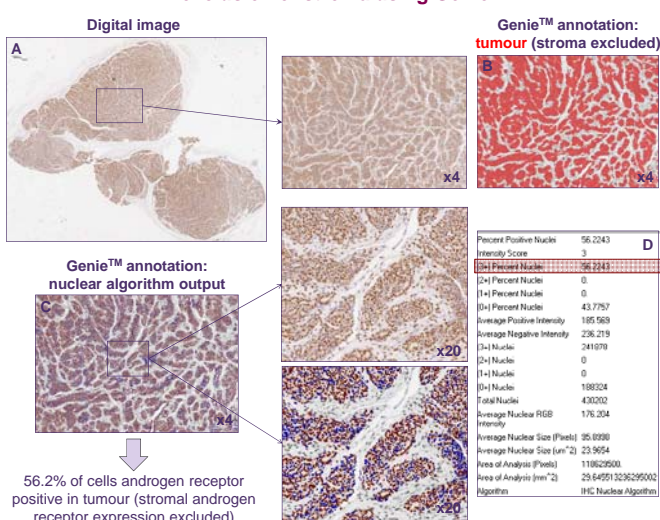 Digital image
Genie™ annotation:
tumour (stroma excluded)
A
x4
B
x4
Genie™ annotation:
nuclear algorithm output
C
x4
x20
x20
56.2% of cells androgen receptor
positive in tumour (stromal androgen
receptor expression excluded)
D
Percent Positive Nuclei 56.2243
Intensity Score 3
(3+) Percent Nuclei 56.2243
(2+) Percent Nuclei 0.
(1+) Percent Nuclei 0.
(0+) Percent Nuclei 43.7757
Average Positive Intensity 185.569
Average Negative Intensity 236.219
(3+) Nuclei 241878
(2+) Nuclei 0
(1+) Nuclei 0
(0+) Nuclei 188324
Total Nuclei 430202
Average Nuclear RGB 176.204
Intensity
Average Nuclear Size (Pixels) 95.8998
Average Nuclear Size (um^2) 23.9654
Area of Analysis (Pixels) 118629500.
Area of Analysis (mm^2) 29.645513236295002
Algorithm IHC Nuclear Algorithm